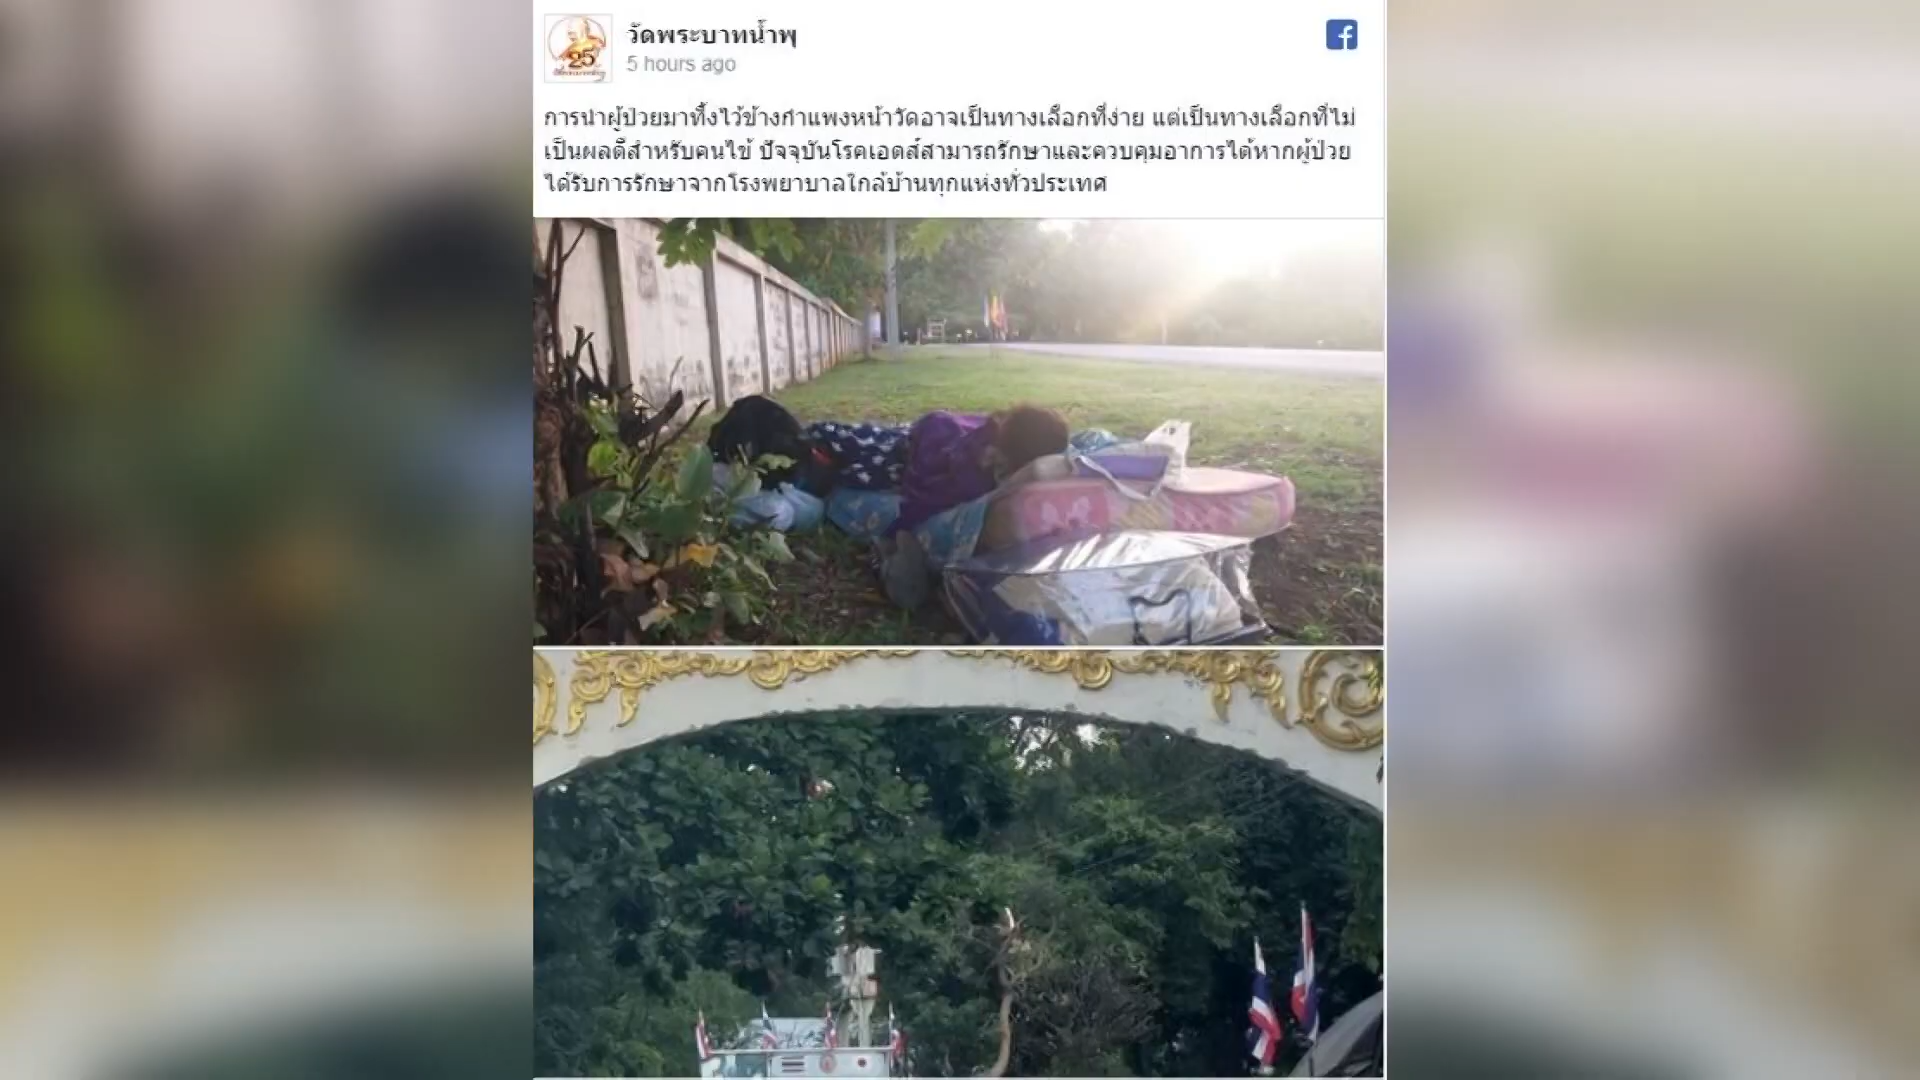 วัดพระบาทน้ำพุ
5 hours ago
25
การนำผู้ป่วยมาทิ้งไว้ข้างกำแพงหน้าวัดอาจเป็นทางเลือกที่ง่าย แต่เป็นทางเลือกที่ไม่
เป็นผลดีสำหรับคนไข้ ปัจจุบันโรคเอดส์สามารถรักษาและควบคุมอาการได้หากผู้ป่วย
ได้รับการรักษาจากโรงพยาบาลใกล้บ้านทุกแห่งทั่วประเทศ